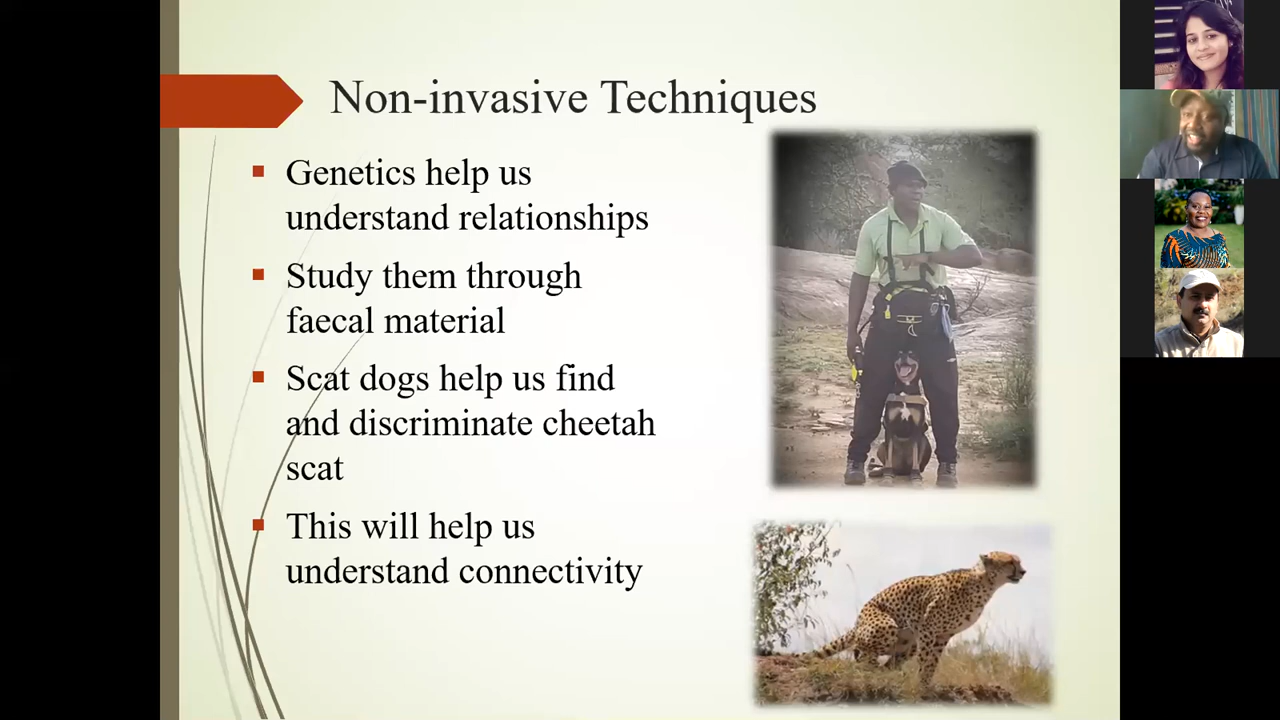 Non-invasive Techniques
Genetics help us
understand relationships
Study them through
faecal material
Scat dogs help us find
and discriminate cheetah
scat
This will help us
understand connectivity